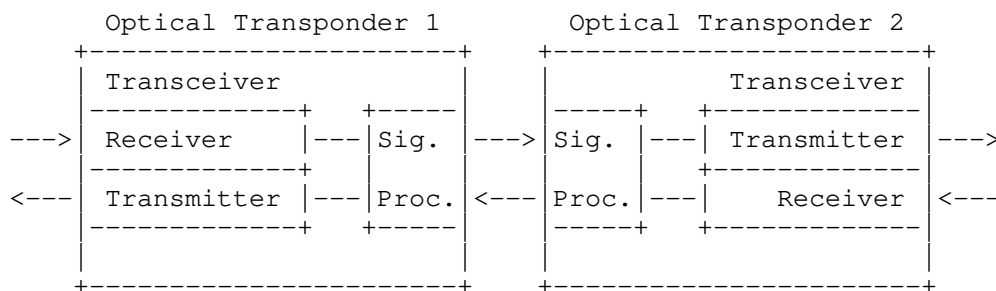 Optical Transponder 1 Optical Transponder 2
Transceiver Transceiver
Receiver Sig. Sig. Transmitter
Transmitter Proc. Proc. Receiver